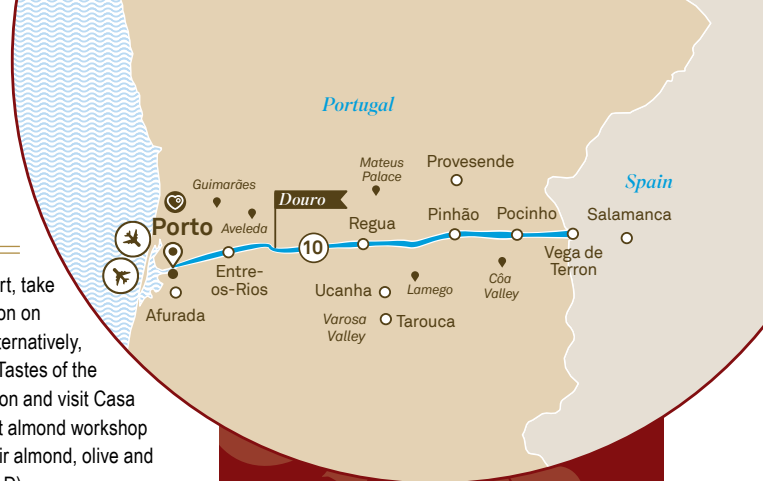 Portugal
Spain
Mateus
Palace
Provesende
Guimarães
Douro
Aveleda
Porto
Regua
Pinhão
Pocinho
Salamanca
10
Vega de
Terron
Entre-
os-Rios
Ucanha
Lamego
Côa
Valley
Afurada
Varosa
Valley
Tarouca
rt, take
on on
ternatively,
Tastes of the
on and visit Casa
t almond workshop
ir almond, olive and